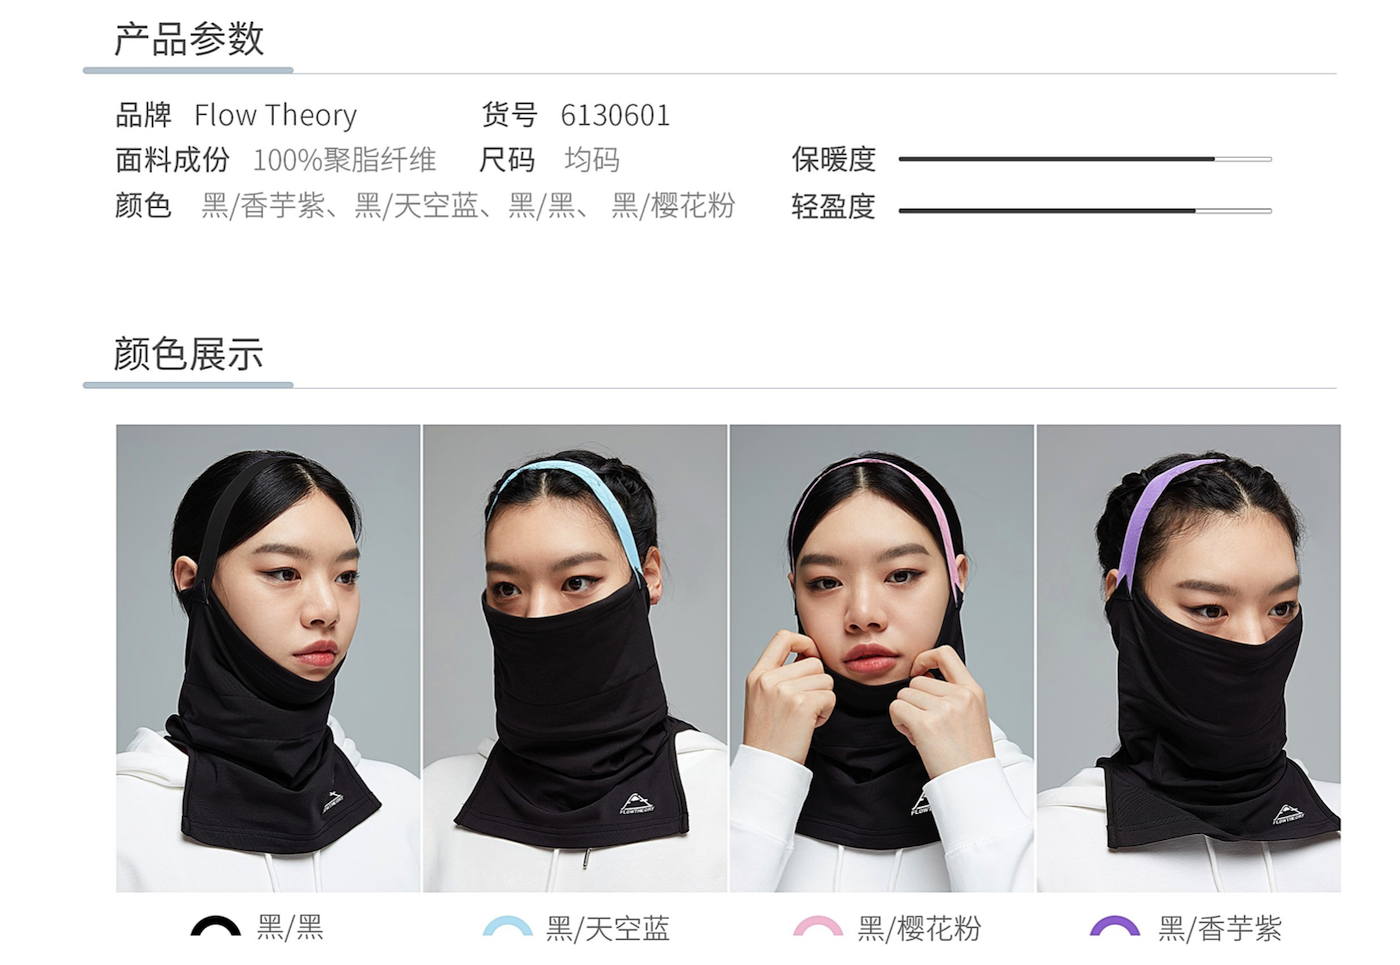 产品参数
品牌 Flow Theory 货号 6130601
面料成份 100%聚脂纤维 尺码 均码 保暖度
颜色 黑/香芋紫、黑/天空蓝、黑/黑、 黑/樱花粉 轻盈度
颜色展示
FLOWTHEORY
FLOWTHEORY
黑/黑 黑/天空蓝 黑/樱花粉 黑/香芋紫